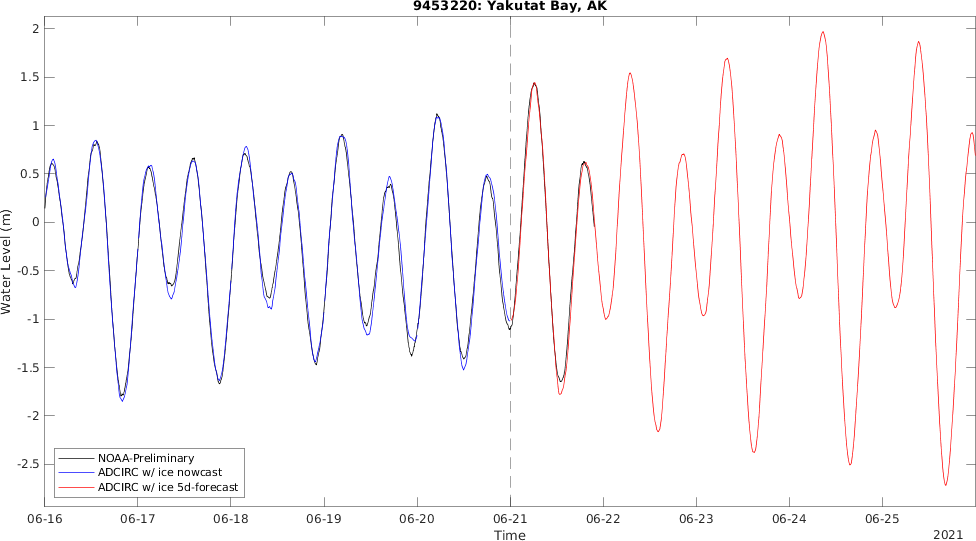 9453220: Yakutat Bay, AK
2
1.5
1
0.5
0
-0.5
-1
-1.5
-2
-2.5
Water Level (m)
NOAA-Preliminary
ADCIRC w/ ice nowcast
ADCIRC w/ ice 5d-forecast
06-16 06-17 06-18 06-19 06-20 06-21 06-22 06-23 06-24 06-25
Time
2021